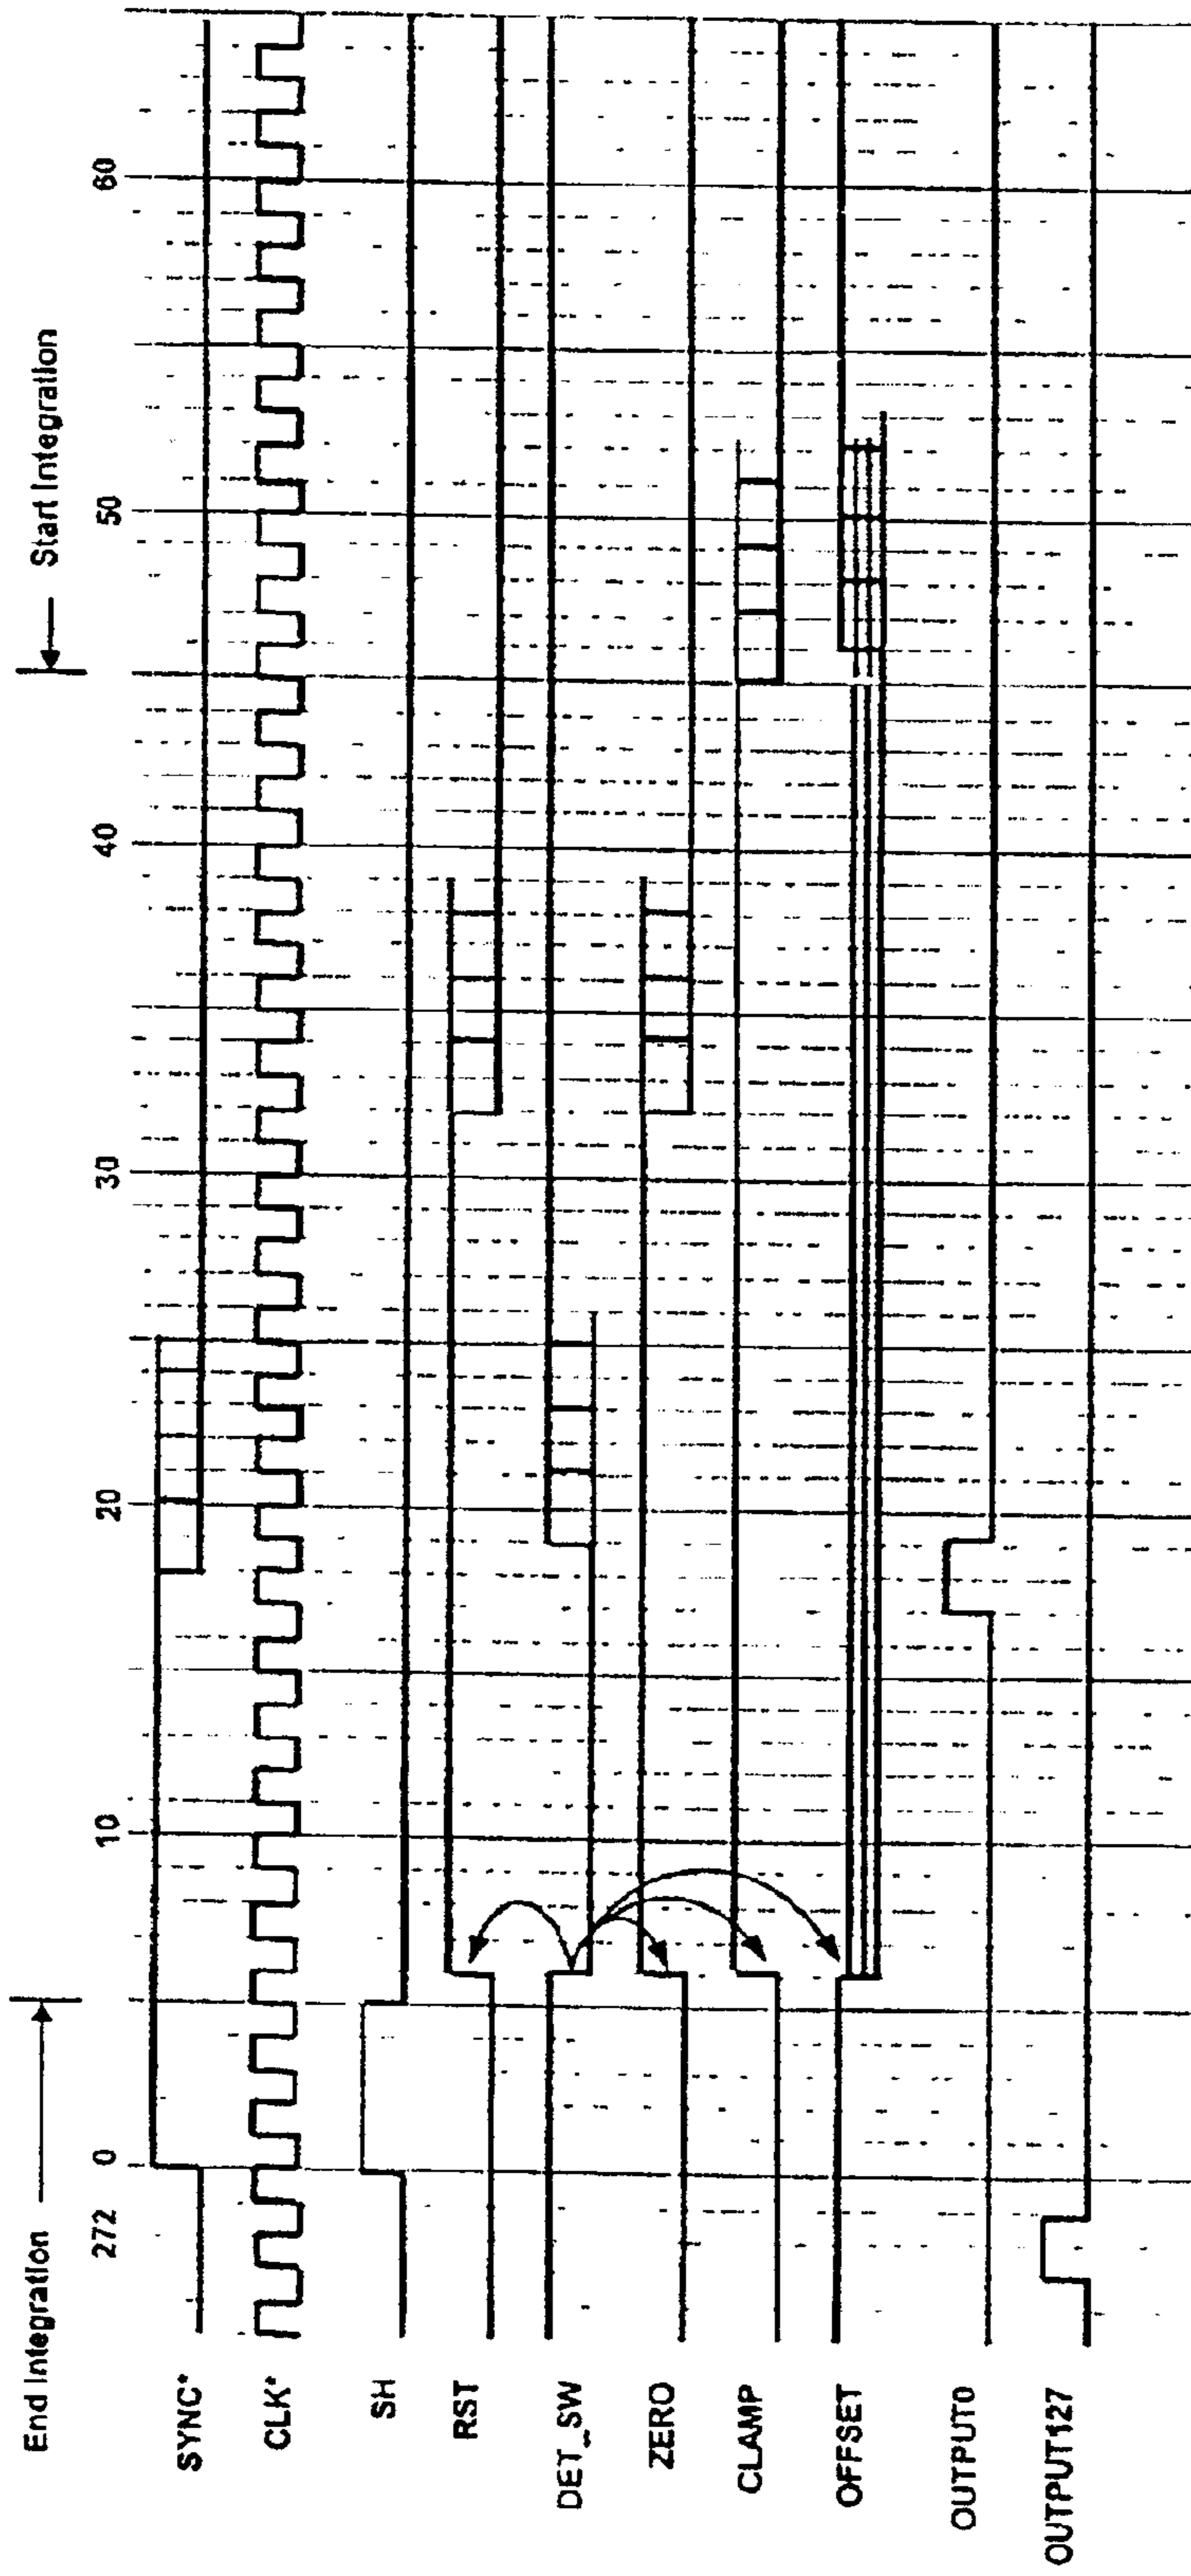 End Integration
Start Integration
272 0 10 20 30 40 50 60
SYNC*
CLK*
SH
RST
DET_SW
ZERO
CLAMP
OFFSET
OUTPUT0
OUTPUT127